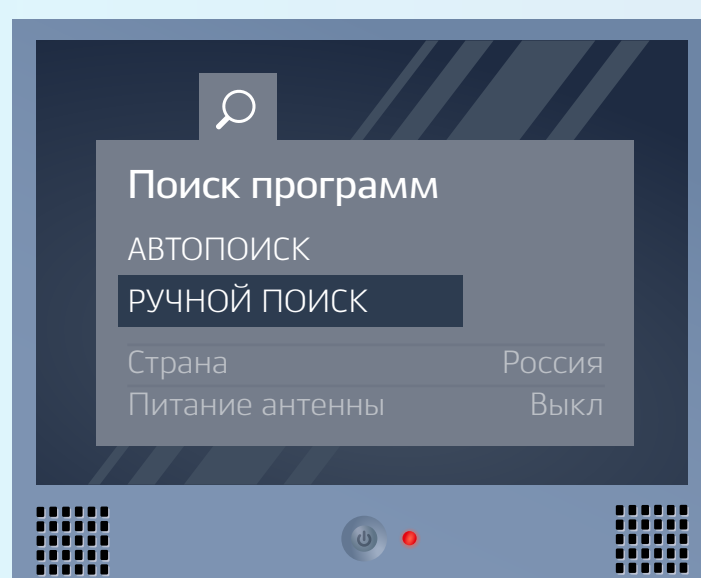 Поиск программ
АВТОПОИСК
РУЧНОЙ ПОИСК
Страна Россия
Питание антенны Выкл